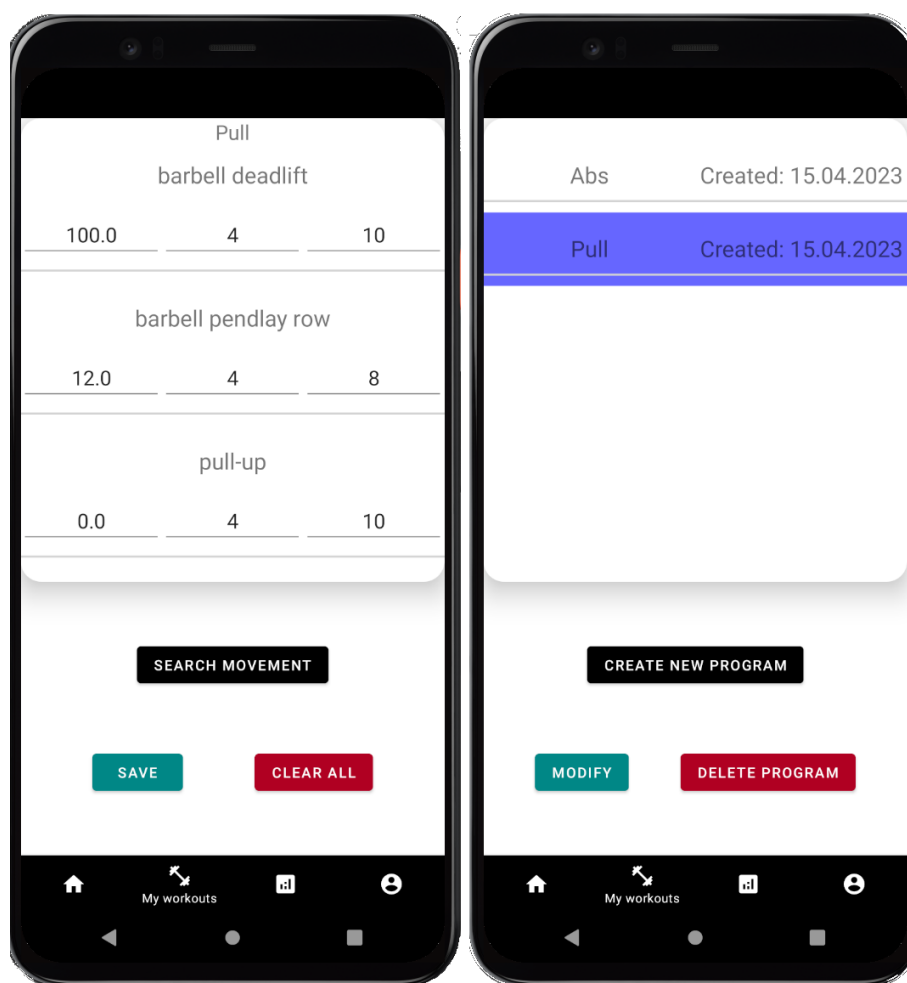 Pull
barbell deadlift
100.0 4 10
barbell pendlay row
12.0 4 8
pull-up
0.0 4 10
SEARCH MOVEMENT
SAVE CLEAR ALL
My workouts
Abs Created: 15.04.2023
Pull Created: 15.04.2023
CREATE NEW PROGRAM
MODIFY DELETE PROGRAM
My workouts